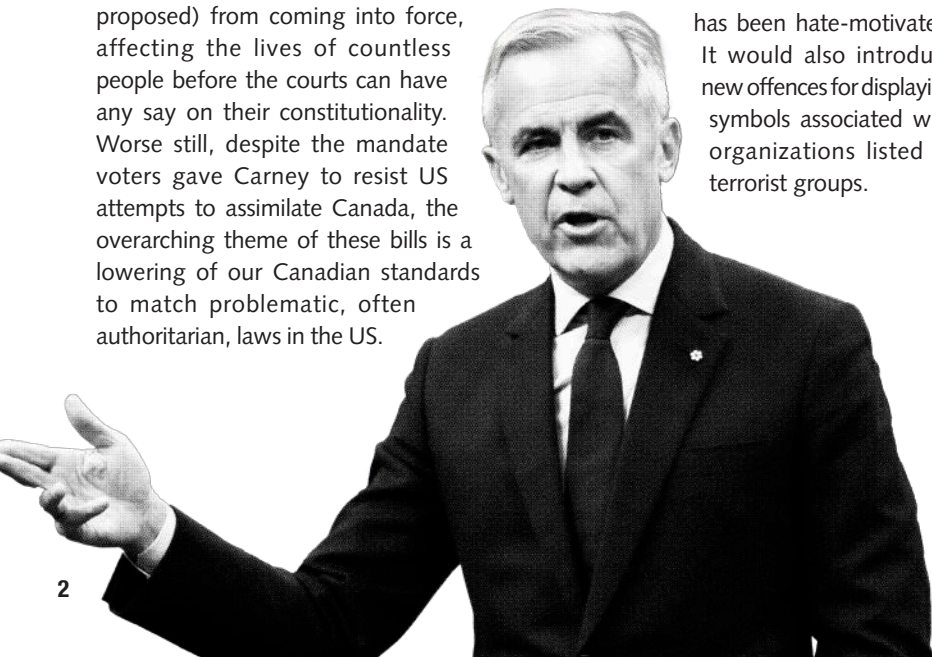 proposed) from coming into force,
affecting the lives of countless
people before the courts can have
any say on their constitutionality.
Worse still, despite the mandate
voters gave Carney to resist US
attempts to assimilate Canada, the
overarching theme of these bills is a
lowering of our Canadian standards
to match problematic, often
authoritarian, laws in the US.
has been hate-motivate
It would also introdu
new offences for displayi
symbols associated w
organizations listed
terrorist groups.
2